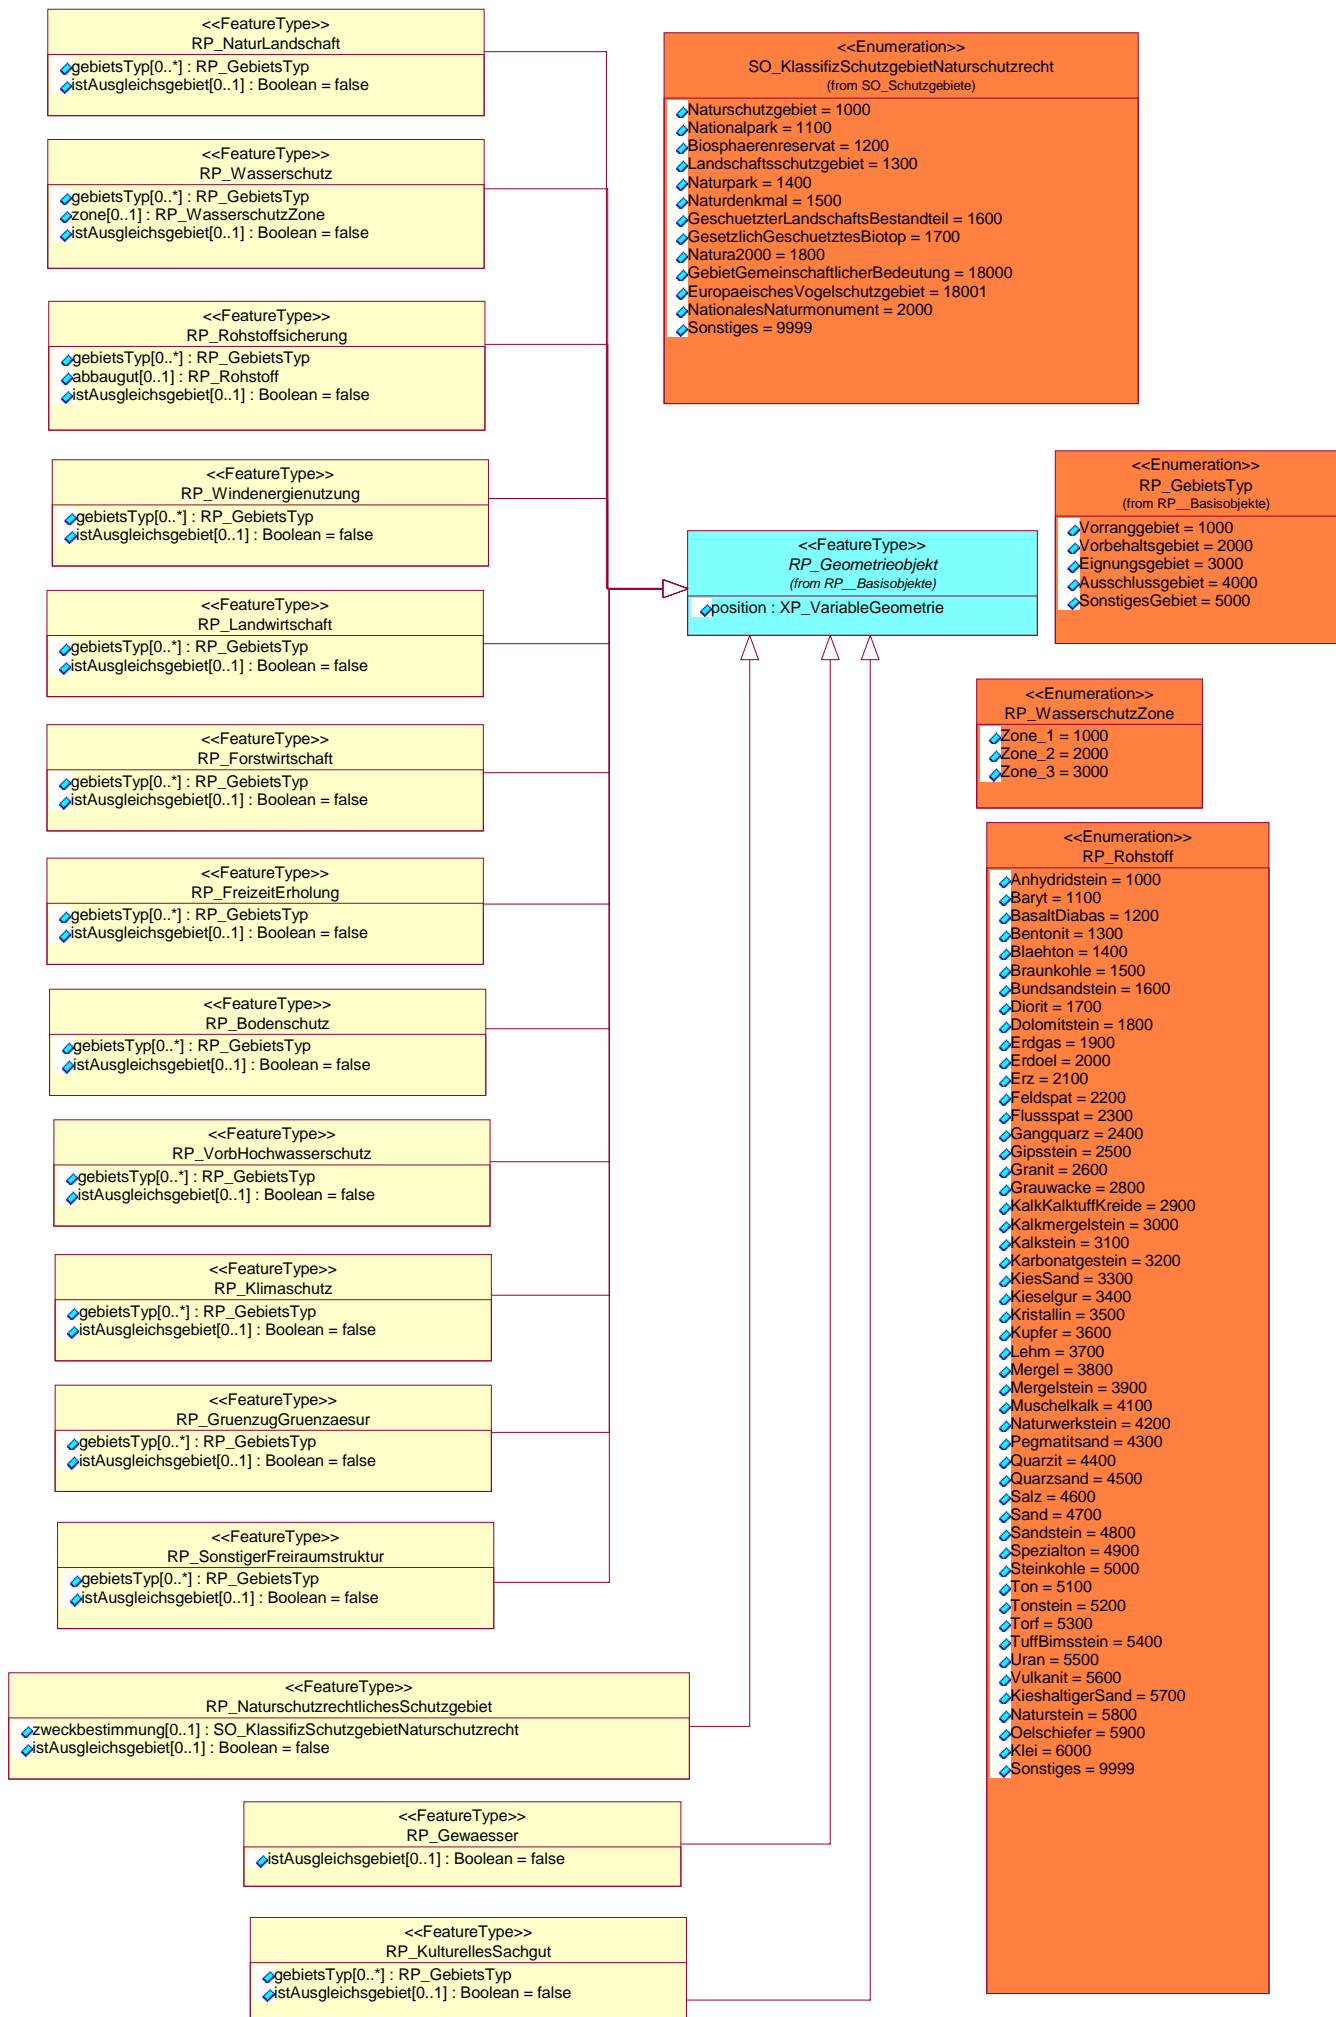 <<FeatureType>>
RP_NaturLandschaft
gebietsTyp[0..*] : RP_GebietsTyp
istAusgleichsgebiet[0..1] : Boolean = false
<<FeatureType>>
RP_Wasserschutz
gebietsTyp[0..*] : RP_GebietsTyp
zone[0..1] : RP_WasserschutzZone
istAusgleichsgebiet[0..1] : Boolean = false
<<FeatureType>>
RP_Rohstoffsicherung
gebietsTyp[0..*] : RP_GebietsTyp
abbaugut[0..1] : RP_Rohstoff
istAusgleichsgebiet[0..1] : Boolean = false
<<FeatureType>>
RP_Windenergienutzung
gebietsTyp[0..*] : RP_GebietsTyp
istAusgleichsgebiet[0..1] : Boolean = false
<<FeatureType>>
RP_Landwirtschaft
gebietsTyp[0..*] : RP_GebietsTyp
istAusgleichsgebiet[0..1] : Boolean = false
<<FeatureType>>
RP_Forstwirtschaft
gebietsTyp[0..*] : RP_GebietsTyp
istAusgleichsgebiet[0..1] : Boolean = false
<<FeatureType>>
RP_FreizeitErholung
gebietsTyp[0..*] : RP_GebietsTyp
istAusgleichsgebiet[0..1] : Boolean = false
<<FeatureType>>
RP_Bodenschutz
gebietsTyp[0..*] : RP_GebietsTyp
istAusgleichsgebiet[0..1] : Boolean = false
<<FeatureType>>
RP_VorbHochwasserschutz
gebietsTyp[0..*] : RP_GebietsTyp
istAusgleichsgebiet[0..1] : Boolean = false
<<FeatureType>>
RP_Klimaschutz
gebietsTyp[0..*] : RP_GebietsTyp
istAusgleichsgebiet[0..1] : Boolean = false
<<FeatureType>>
RP_GruenzugGruenzaesur
gebietsTyp[0..*] : RP_GebietsTyp
istAusgleichsgebiet[0..1] : Boolean = false
<<FeatureType>>
RP_SonstigerFreiraumstruktur
gebietsTyp[0..*] : RP_GebietsTyp
istAusgleichsgebiet[0..1] : Boolean = false
<<FeatureType>>
RP_NaturschutzrechtlichesSchutzgebiet
zweckbestimmung[0..1] : SO_KlassifizSchutzgebietNaturschutzrecht
istAusgleichsgebiet[0..1] : Boolean = false
<<FeatureType>>
RP_Gewaesser
istAusgleichsgebiet[0..1] : Boolean = false
<<FeatureType>>
RP_KulturellesSachgut
gebietsTyp[0..*] : RP_GebietsTyp
istAusgleichsgebiet[0..1] : Boolean = false
<<Enumeration>>
SO_KlassifizSchutzgebietNaturschutzrecht
(from SO_Schutzgebiete)
Naturschutzgebiet = 1000
Nationalpark = 1100
Biosphaerenreservat = 1200
Landschaftsschutzgebiet = 1300
Naturpark = 1400
Naturdenkmal = 1500
GeschuetzterLandschaftsBestandteil = 1600
GesetzlichGeschuetztesBiotop = 1700
Natura2000 = 1800
GebietGemeinschaftlicherBedeutung = 18000
EuropaeischesVogelschutzgebiet = 18001
NationalesNaturmonument = 2000
Sonstiges = 9999
<<FeatureType>>
RP_Geometrieobjekt
(from RP__Basisobjekte)
position : XP_VariableGeometrie
<<Enumeration>>
RP_GebietsTyp
(from RP__Basisobjekte)
Vorranggebiet = 1000
Vorbehaltsgebiet = 2000
Eignungsgebiet = 3000
Ausschlussgebiet = 4000
SonstigesGebiet = 5000
<<Enumeration>>
RP_WasserschutzZone
Zone_1 = 1000
Zone_2 = 2000
Zone_3 = 3000
<<Enumeration>>
RP_Rohstoff
Anhydridstein = 1000
Baryt = 1100
BasaltDiabas = 1200
Bentonit = 1300
Blaehton = 1400
Braunkohle = 1500
Bundsandstein = 1600
Diorit = 1700
Dolomitstein = 1800
Erdgas = 1900
Erdoel = 2000
Erz = 2100
Feldspat = 2200
Flussspat = 2300
Gangquarz = 2400
Gipsstein = 2500
Granit = 2600
Grauwacke = 2800
KalkKalktuffKreide = 2900
Kalkmergelstein = 3000
Kalkstein = 3100
Karbonatgestein = 3200
KiesSand = 3300
Kieselgur = 3400
Kristallin = 3500
Kupfer = 3600
Lehm = 3700
Mergel = 3800
Mergelstein = 3900
Muschelkalk = 4100
Naturwerkstein = 4200
Pegmatitsand = 4300
Quarzit = 4400
Quarzsand = 4500
Salz = 4600
Sand = 4700
Sandstein = 4800
Spezialton = 4900
Steinkohle = 5000
Ton = 5100
Tonstein = 5200
Torf = 5300
TuffBimsstein = 5400
Uran = 5500
Vulkanit = 5600
KieshaltigerSand = 5700
Naturstein = 5800
Oelschiefer = 5900
Klei = 6000
Sonstiges = 9999